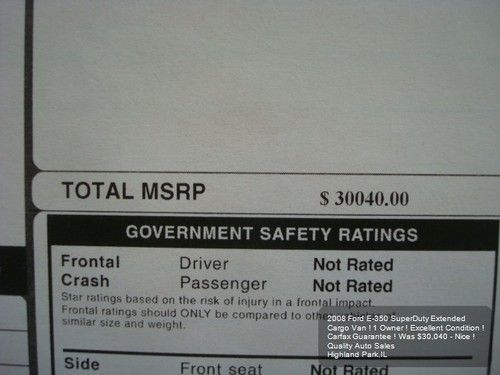 TOTAL MSRP $ 30040.00
GOVERNMENT SAFETY RATINGS
Frontal Driver Not Rated
Crash Passenger Not Rated
Star ratings based on the risk of injury in a frontal impact.
Frontal ratings should ONLY be compared to
similar size and weight.
Side Front seat Not Rated
2008 Ford E-350 SuperDuty Extended
Cargo Van ! 1 Owner ! Excellent Condition !
Carfax Guarantee ! Was $30,040 - Nice !
Quality Auto Sales
Highland Park,IL